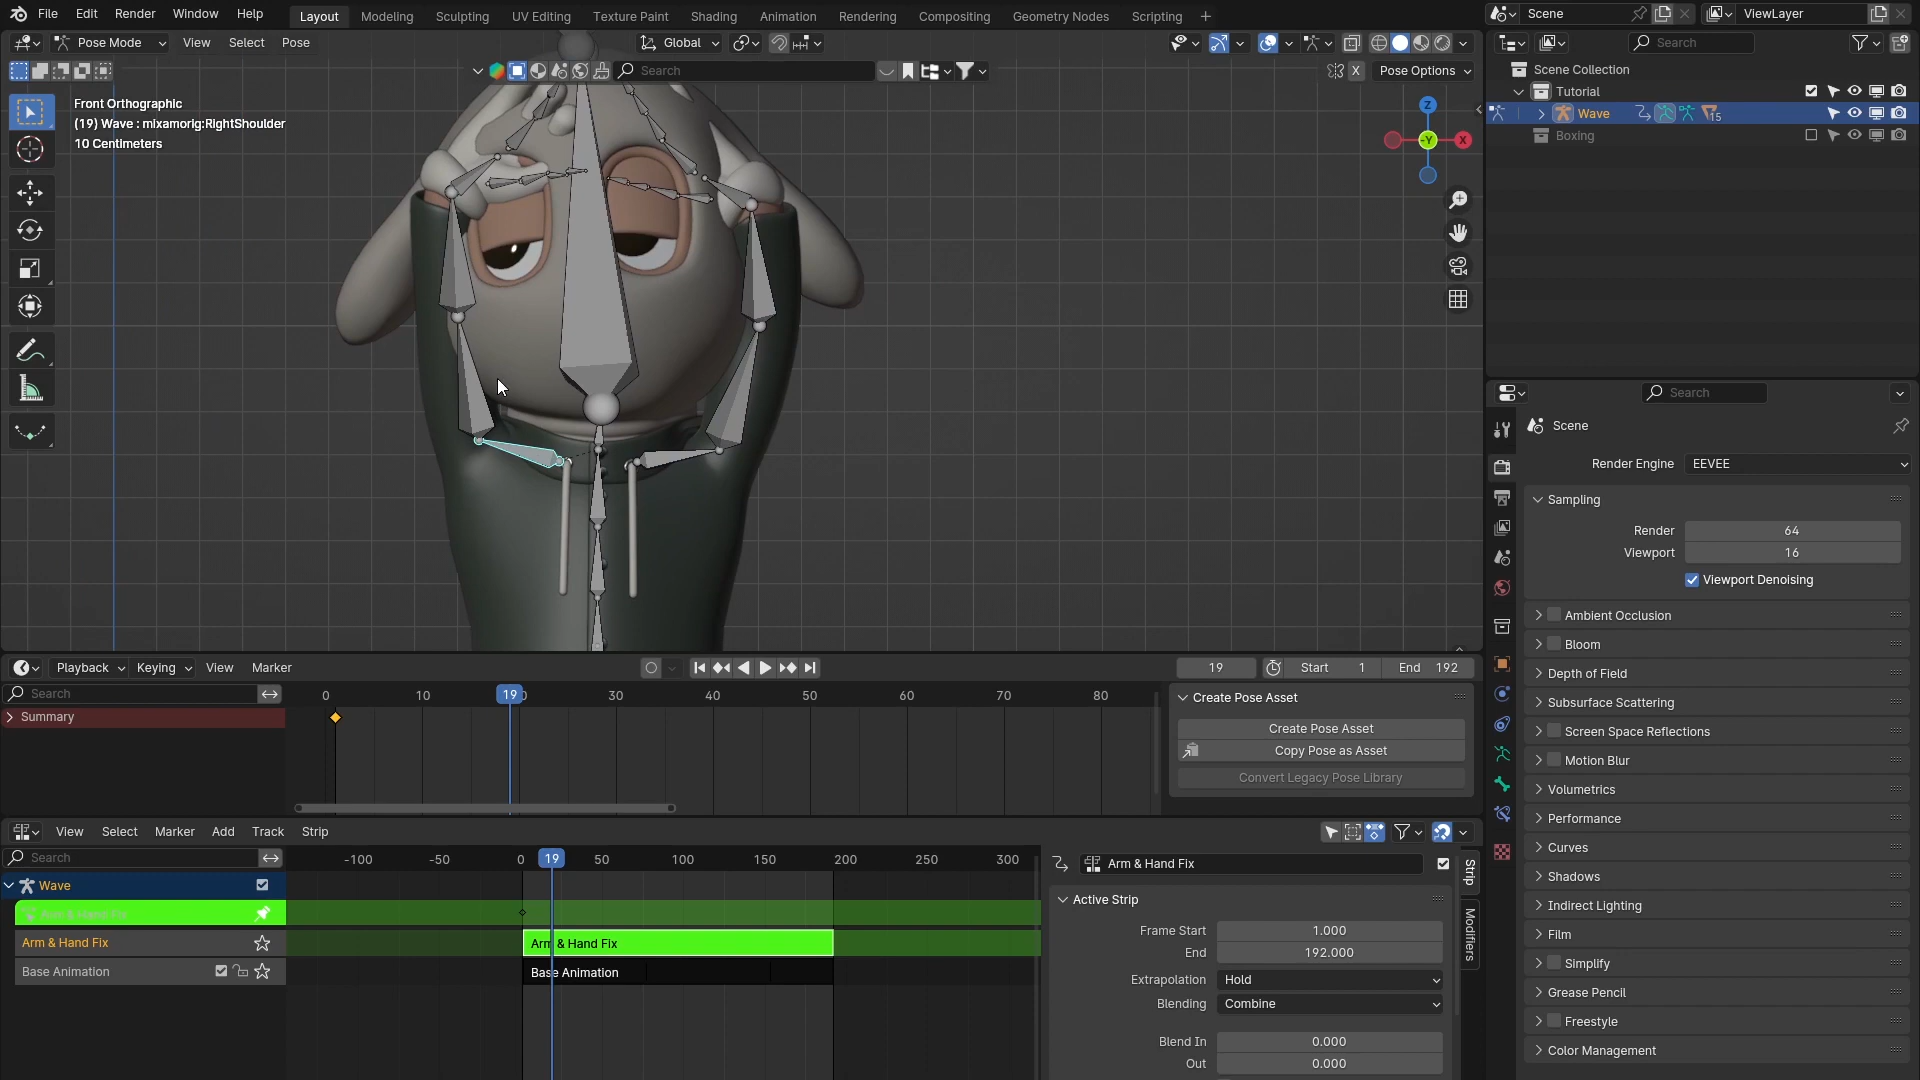 File Edit Render Window Help Layout Modeling Sculpting UV Editing Texture Paint Shading Animation Rendering Compositing Geometry Nodes Scripting + Scene ViewLayer
Pose Mode View Select Pose Global Search
Search X Pose Options
Scene Collection
Tutorial
Wave 15
Boxing
Front Orthographic
(19) Wave : mixamorig:RightShoulder
10 Centimeters
Z
-Y X
Search
Scene
Render Engine EEVEE
Sampling
Render 64
Viewport 16
Viewport Denoising
Ambient Occlusion
Bloom
Depth of Field
Subsurface Scattering
Screen Space Reflections
Motion Blur
Volumetrics
Performance
Curves
Shadows
Indirect Lighting
Film
Simplify
Grease Pencil
Freestyle
Color Management
Playback Keying View Marker 19 Start 1 End 192
Search 0 10 19 30 40 50 60 70 80
Summary
Create Pose Asset
Create Pose Asset
Copy Pose as Asset
Convert Legacy Pose Library
View Select Marker Add Track Strip
Search -100 -50 0 19 50 100 150 200 250 300
Wave
Arm & Hand Fix
Arm & Hand Fix Arm & Hand Fix
Base Animation Base Animation
Arm & Hand Fix
Active Strip
Frame Start 1.000
End 192.000
Extrapolation Hold
Blending Combine
Blend In 0.000
Out 0.000
Strip
Modifiers